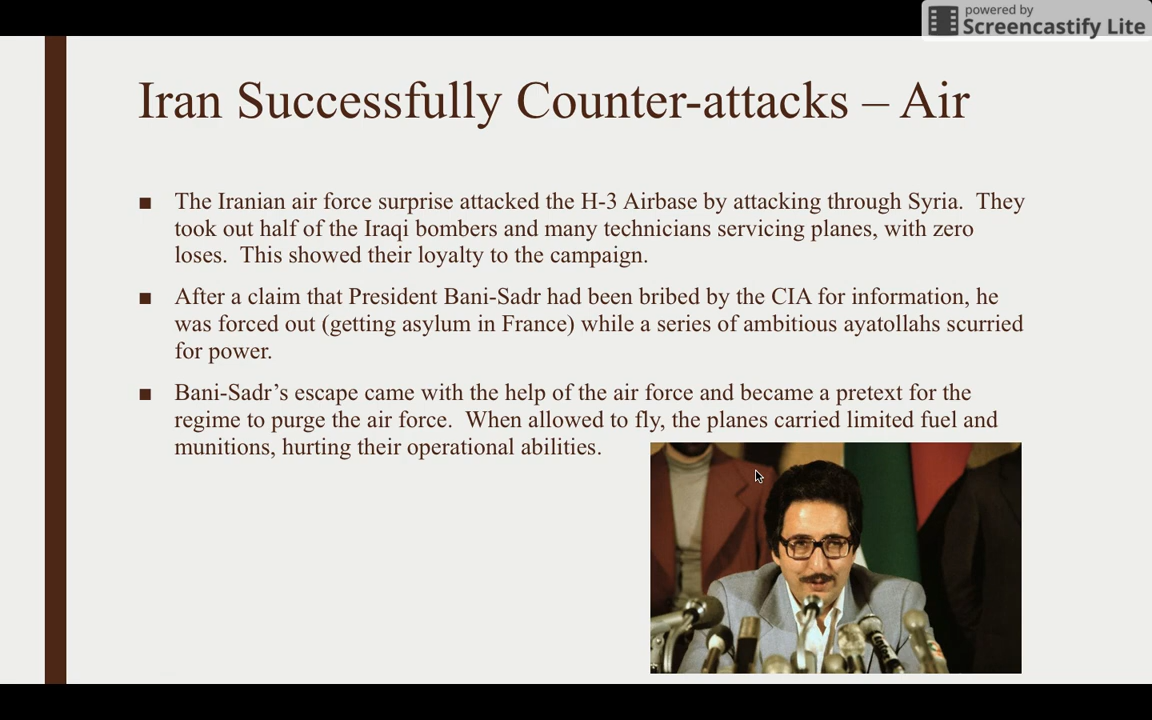 powered by
Screencastify Lite
Iran Successfully Counter-attacks – Air
■ The Iranian air force surprise attacked the H-3 Airbase by attacking through Syria.  They
took out half of the Iraqi bombers and many technicians servicing planes, with zero
loses.  This showed their loyalty to the campaign.
■ After a claim that President Bani-Sadr had been bribed by the CIA for information, he
was forced out (getting asylum in France) while a series of ambitious ayatollahs scurried
for power.
■ Bani-Sadr’s escape came with the help of the air force and became a pretext for the
regime to purge the air force.  When allowed to fly, the planes carried limited fuel and
munitions, hurting their operational abilities.